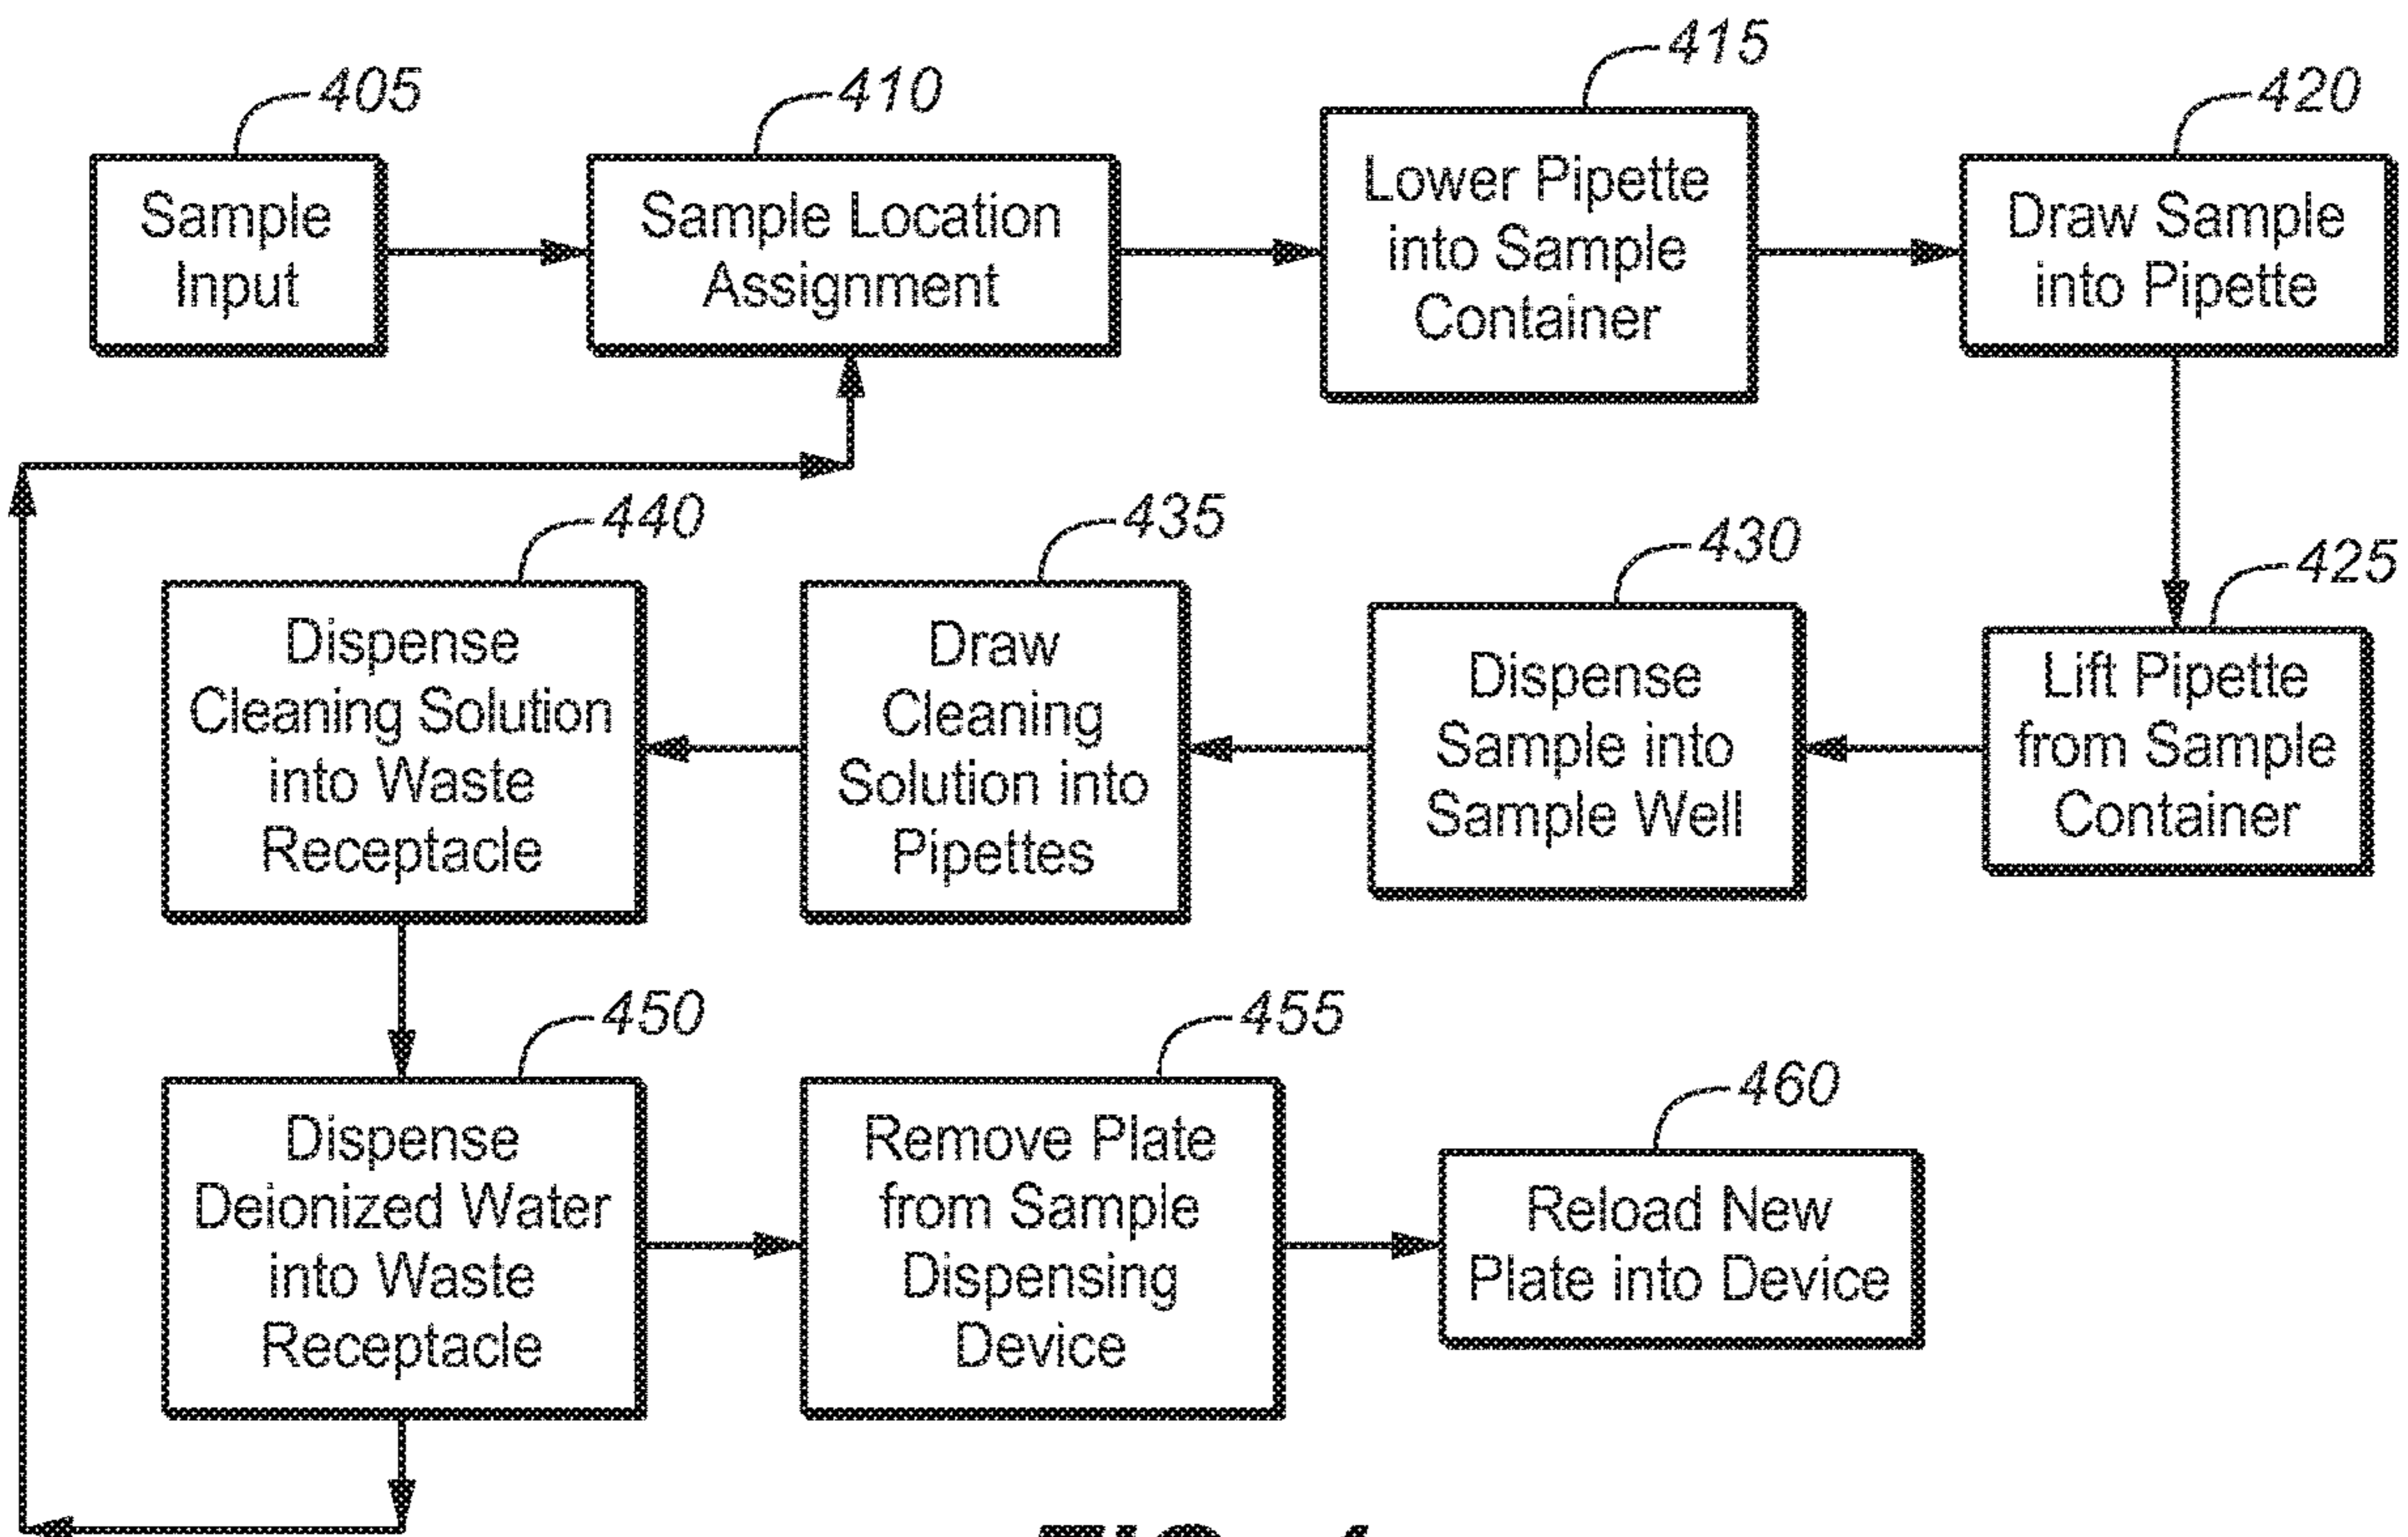 405
Sample
Input
410
Sample Location
Assignment
415
Lower Pipette
into Sample
Container
420
Draw Sample
into Pipette
440
Dispense
Cleaning Solution
into Waste
Receptacle
435
Draw
Cleaning
Solution into
Pipettes
430
Dispense
Sample into
Sample Well
425
Lift Pipette
from Sample
Container
450
Dispense
Deionized Water
into Waste
Receptacle
455
Remove Plate
from Sample
Dispensing
Device
460
Reload New
Plate into Device